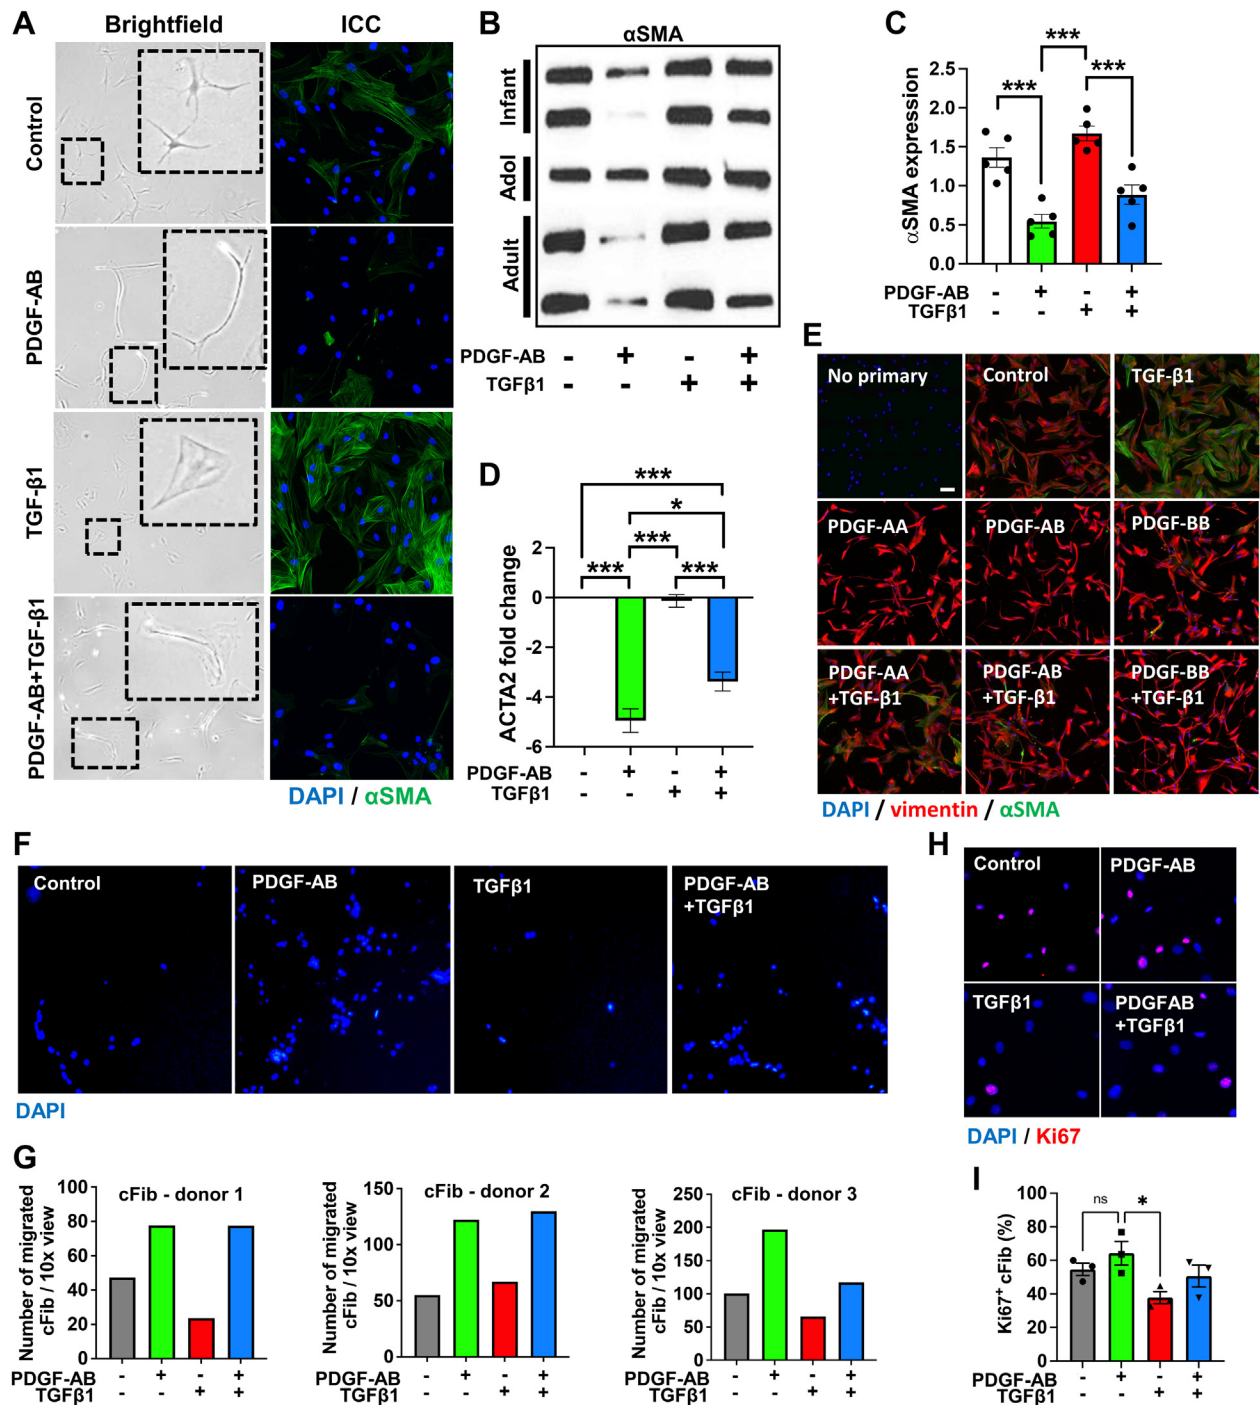 A
Brightfield
ICC
Control
PDGF-AB
TGF-β1
PDGF-AB+TGF-β1
DAPI / αSMA
B
αSMA
Infant
Adol
Adult
PDGF-AB - + - +
TGFβ1 - - + +
C
αSMA expression
***
***
***
2.5
2.0
1.5
1.0
0.5
0.0
PDGF-AB - + - +
TGFβ1 - - + +
D
ACTA2 fold change
***
*
***
***
***
2
0
-2
-4
-6
PDGF-AB - + - +
TGFβ1 - - + +
E
No primary
Control
TGF-β1
PDGF-AA
PDGF-AB
PDGF-BB
PDGF-AA
+TGF-β1
PDGF-AB
+TGF-β1
PDGF-BB
+TGF-β1
DAPI / vimentin / αSMA
F
Control
PDGF-AB
TGFβ1
PDGF-AB
+TGFβ1
DAPI
G
cFib - donor 1
Number of migrated
cFib / 10x view
100
80
60
40
20
0
PDGF-AB - + - +
TGFβ1 - - + +
cFib - donor 2
Number of migrated
cFib / 10x view
150
100
50
0
PDGF-AB - + - +
TGFβ1 - - + +
cFib - donor 3
Number of migrated
cFib / 10x view
250
200
150
100
50
0
PDGF-AB - + - +
TGFβ1 - - + +
H
Control
PDGF-AB
TGFβ1
PDGFAB
+TGFβ1
DAPI / Ki67
I
Ki67+ cFib (%)
ns
*
100
80
60
40
20
0
PDGF-AB - + - +
TGFβ1 - - + +